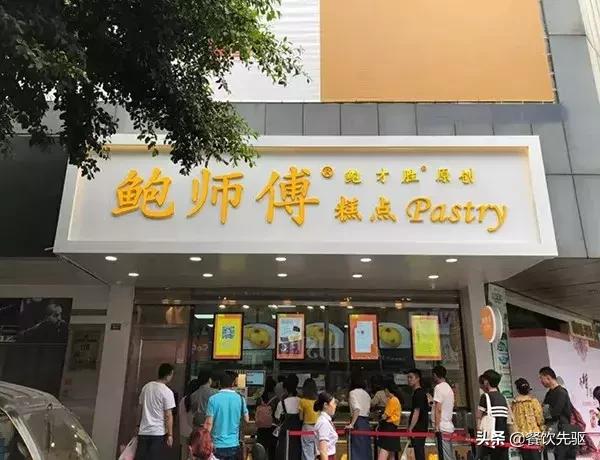 鲍师傅®
鲍才胜®原创
糕点 Pastry
头条 @餐饮先驱